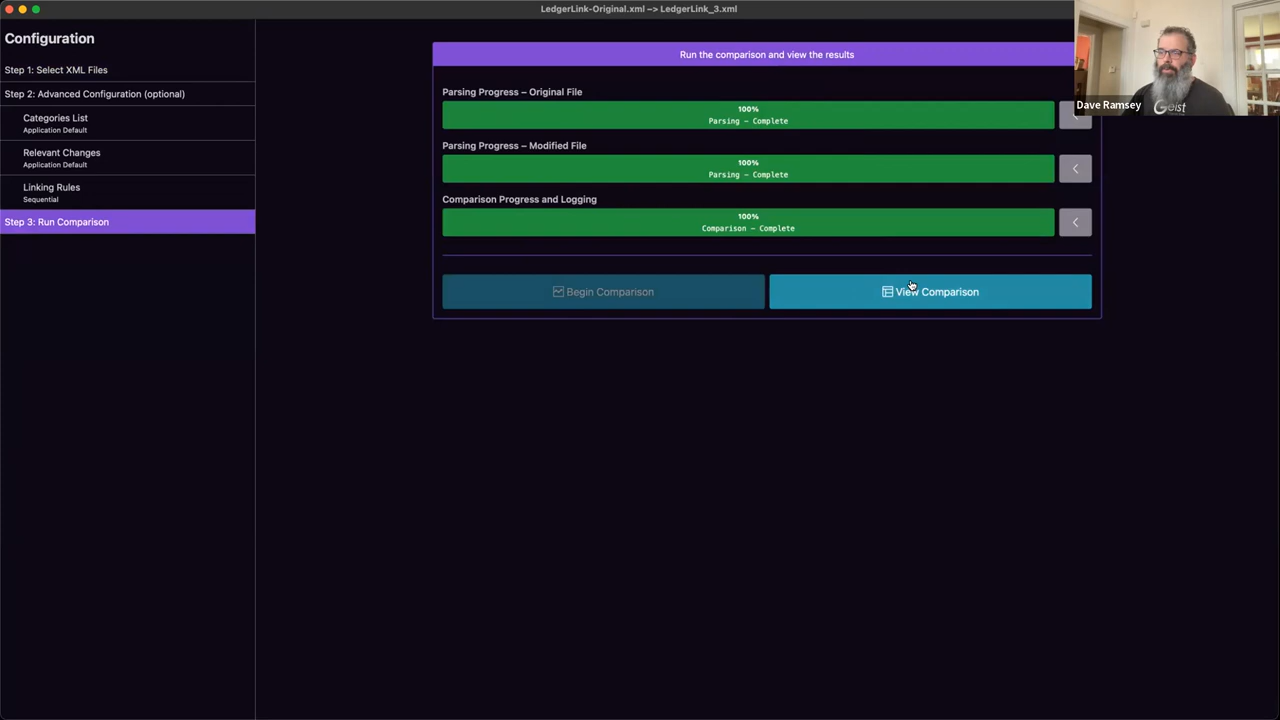 LedgerLink-Original.xml –> LedgerLink_3.xml
Configuration
Step 1: Select XML Files
Step 2: Advanced Configuration (optional)
Categories List
Application Default
Relevant Changes
Application Default
Linking Rules
Sequential
Step 3: Run Comparison
Run the comparison and view the results
Parsing Progress – Original File
100%
Parsing – Complete
Parsing Progress – Modified File
100%
Parsing – Complete
Comparison Progress and Logging
100%
Comparison – Complete
Begin Comparison
View Comparison
Dave Ramsey
Geist